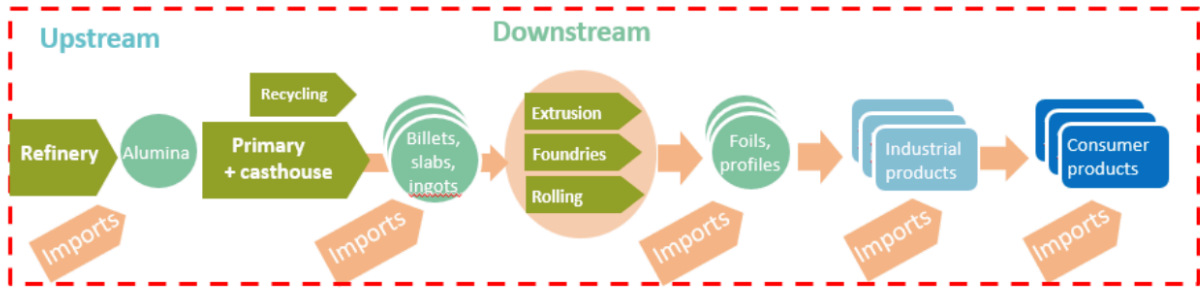 Upstream
Downstream
Recycling
Refinery
Alumina
Primary
+ casthouse
Billets,
slabs,
ingots
Extrusion
Foundries
Rolling
Foils,
profiles
Industrial
products
Consumer
products
Imports
Imports
Imports
Imports
Imports